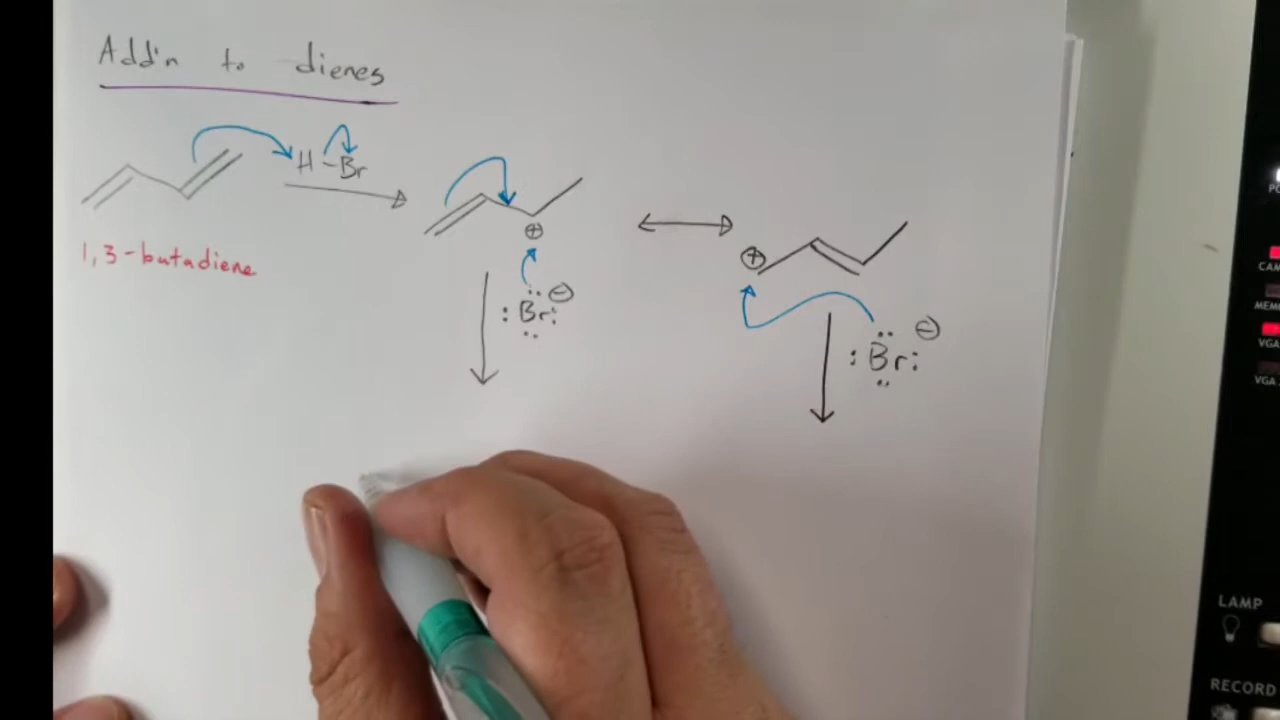 Add'n to dienes
H-Br
1,3-butadiene
⊕
⊕
:Br: ⊖
:Br: ⊖
LAMP
RECORD